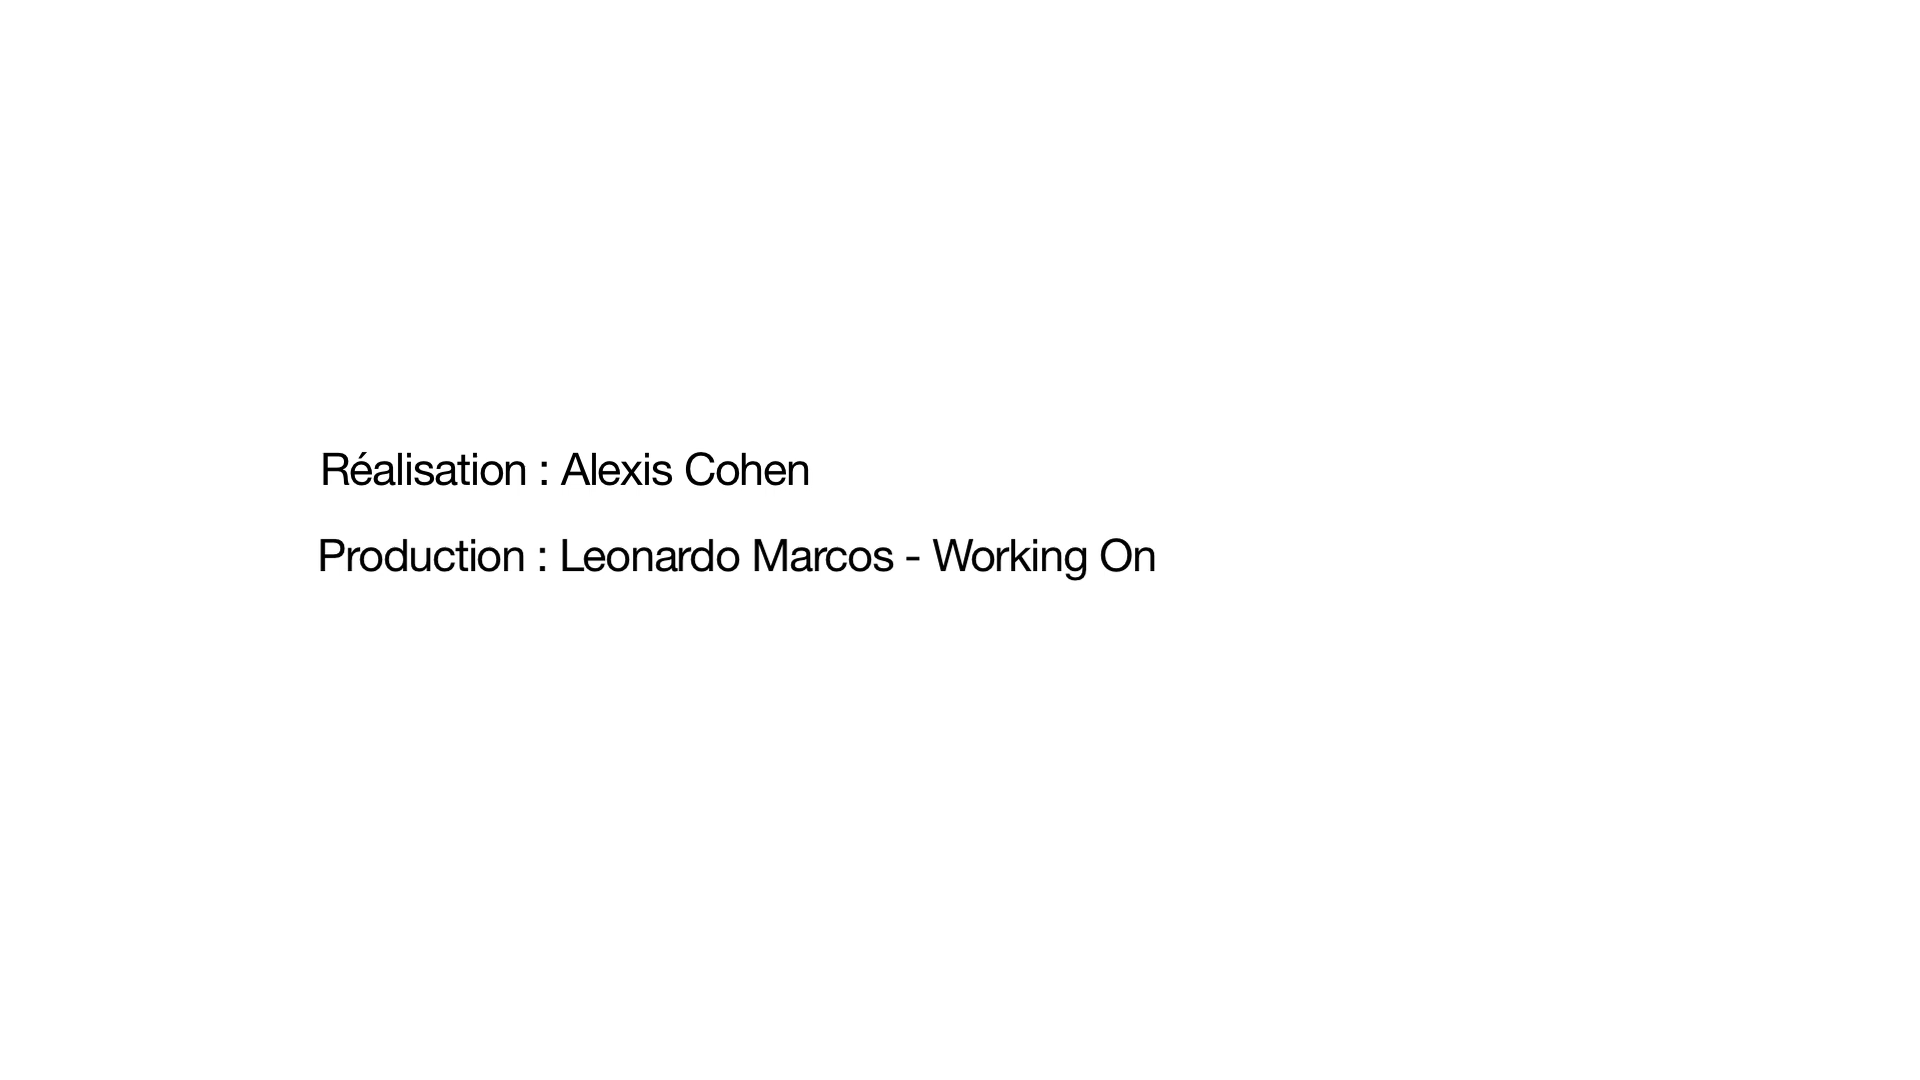 Réalisation : Alexis Cohen
Production : Leonardo Marcos - Working On